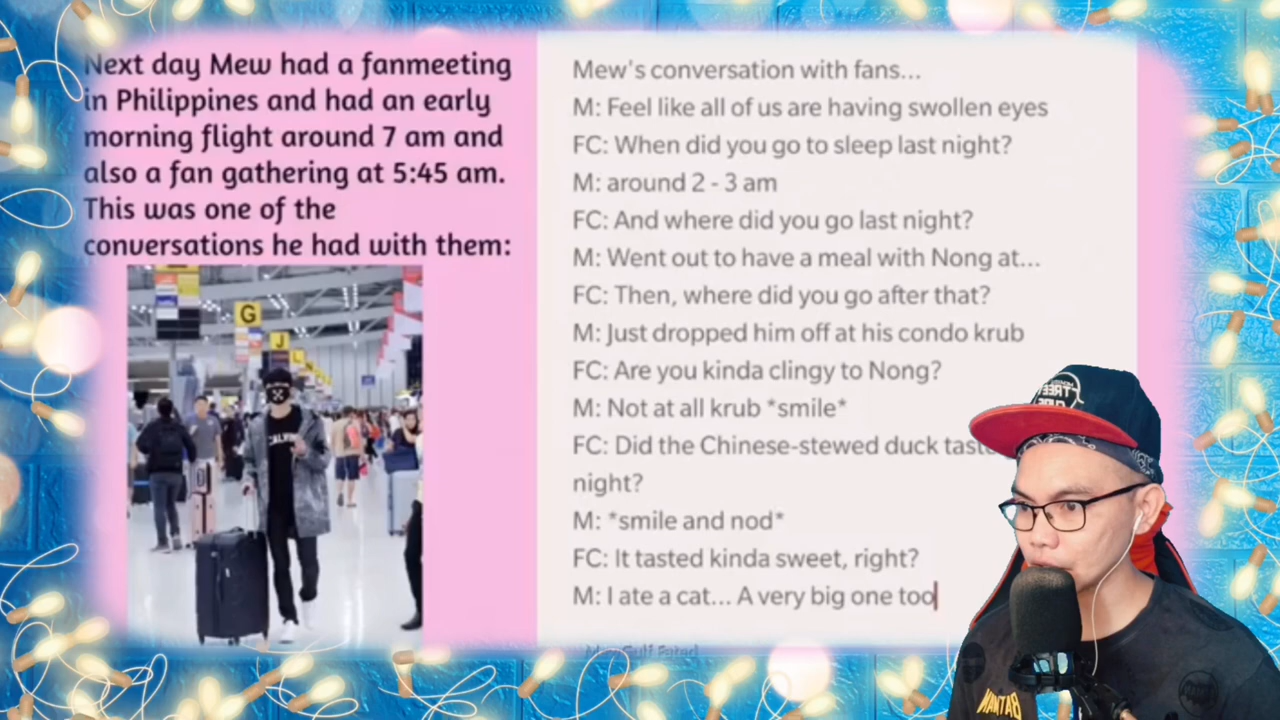 Next day Mew had a fanmeeting
in Philippines and had an early
morning flight around 7 am and
also a fan gathering at 5:45 am.
This was one of the
conversations he had with them:
G
J
L
Mew's conversation with fans...
M: Feel like all of us are having swollen eyes
FC: When did you go to sleep last night?
M: around 2 - 3 am
FC: And where did you go last night?
M: Went out to have a meal with Nong at...
FC: Then, where did you go after that?
M: Just dropped him off at his condo krub
FC: Are you kinda clingy to Nong?
M: Not at all krub *smile*
FC: Did the Chinese-stewed duck
night?
M: *smile and nod*
FC: It tasted kinda sweet, right?
M: I ate a cat... A very big one too
BATMAN